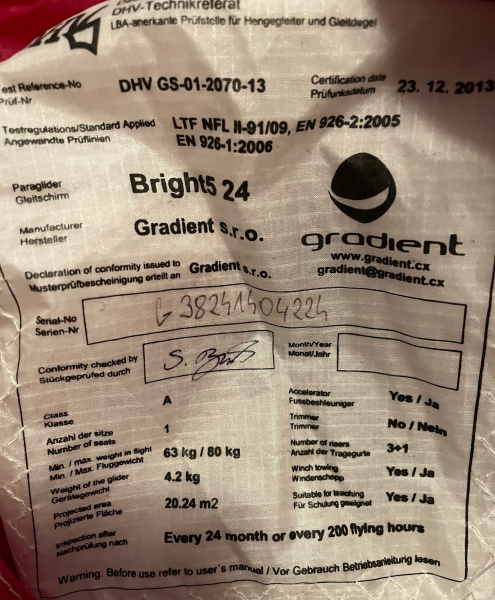 DHV-Technikreferat
LBA-anerkannte Prüfstelle für Hängegleiter und Gleitsegel
Test Reference-No
Prüf-Nr
DHV GS-01-2070-13
Certification date
Prüfungsdatum
23. 12. 2013
Testregulations/Standard Applied
Angewandte Prüflinien
LTF NFL II-91/09, EN 926-2:2005
EN 926-1:2006
Paraglider
Gleitschirm
Bright5 24
Manufacturer
Hersteller
Gradient s.r.o.
gradient
www.gradient.cx
gradient@gradient.cx
Declaration of conformity issued to
Musterprüfbescheinigung erteilt an
Gradient s.r.o.
Serial-No
Serien-Nr
G38241404224
Conformity checked by
Stückgeprüfed durch
S.
Month/Year
Monat/Jahr
Class
Klasse
A
Accelerator
Fussbeshleuniger
Yes / Ja
Anzahl der sitze
Number of seats
1
Trimmer
Trimmer
No / Nein
Min. / max. weight in flight
Min. / Max. Fluggewicht
63 kg / 80 kg
Number of risers
Anzahl der Tragegurte
3+1
Weight of the glider
Gerätegewicht
4.2 kg
Winch towing
Windenschepp
Yes / Ja
Projected area
Projizierte Fläche
20.24 m2
Suitable for teaching
Für Schulung geeignet
Yes / Ja
Inspection after
Nachprüfung nach
Every 24 month or every 200 flying hours
Warning: Before use refer to user's manual / Vor Gebrauch Betriebsanleitung lesen